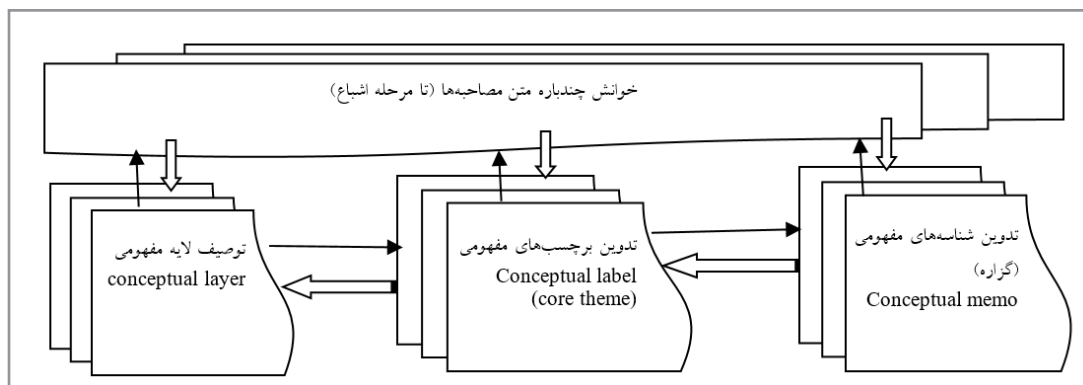 خوانش چندباره متن مصاحبه‌ها (تا مرحله اشباع)
تدوین شناسه‌های مفهومی
(گزاره)
Conceptual memo
تدوین برچسب‌های مفهومی
Conceptual label
(core theme)
توصیف لایه مفهومی
conceptual layer